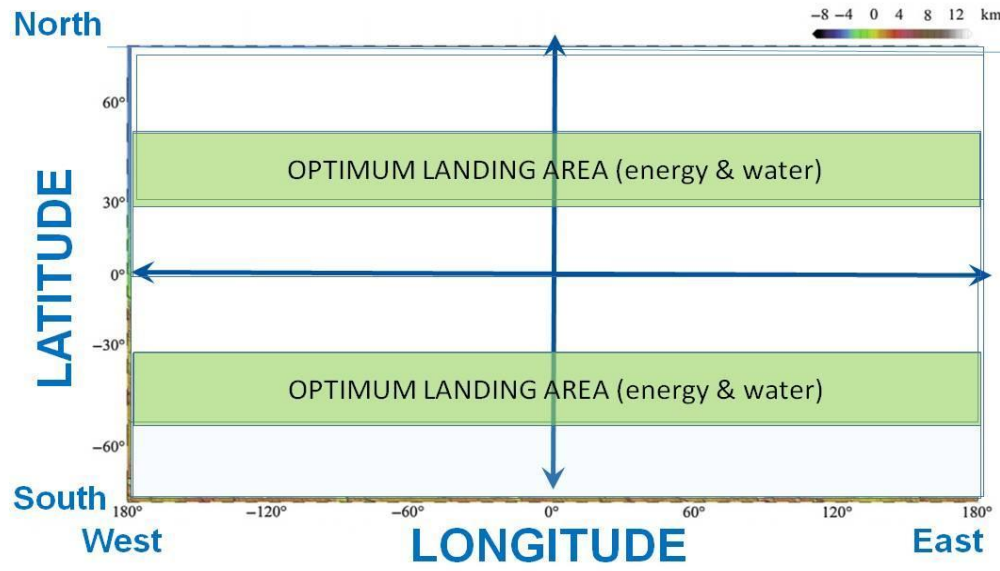 North
−8 −4 0 4 8 12 km
60°
OPTIMUM LANDING AREA (energy & water)
30°
LATITUDE
0°
−30°
OPTIMUM LANDING AREA (energy & water)
−60°
South
180° −120° −60° 0° 60° 120° 180°
West LONGITUDE East